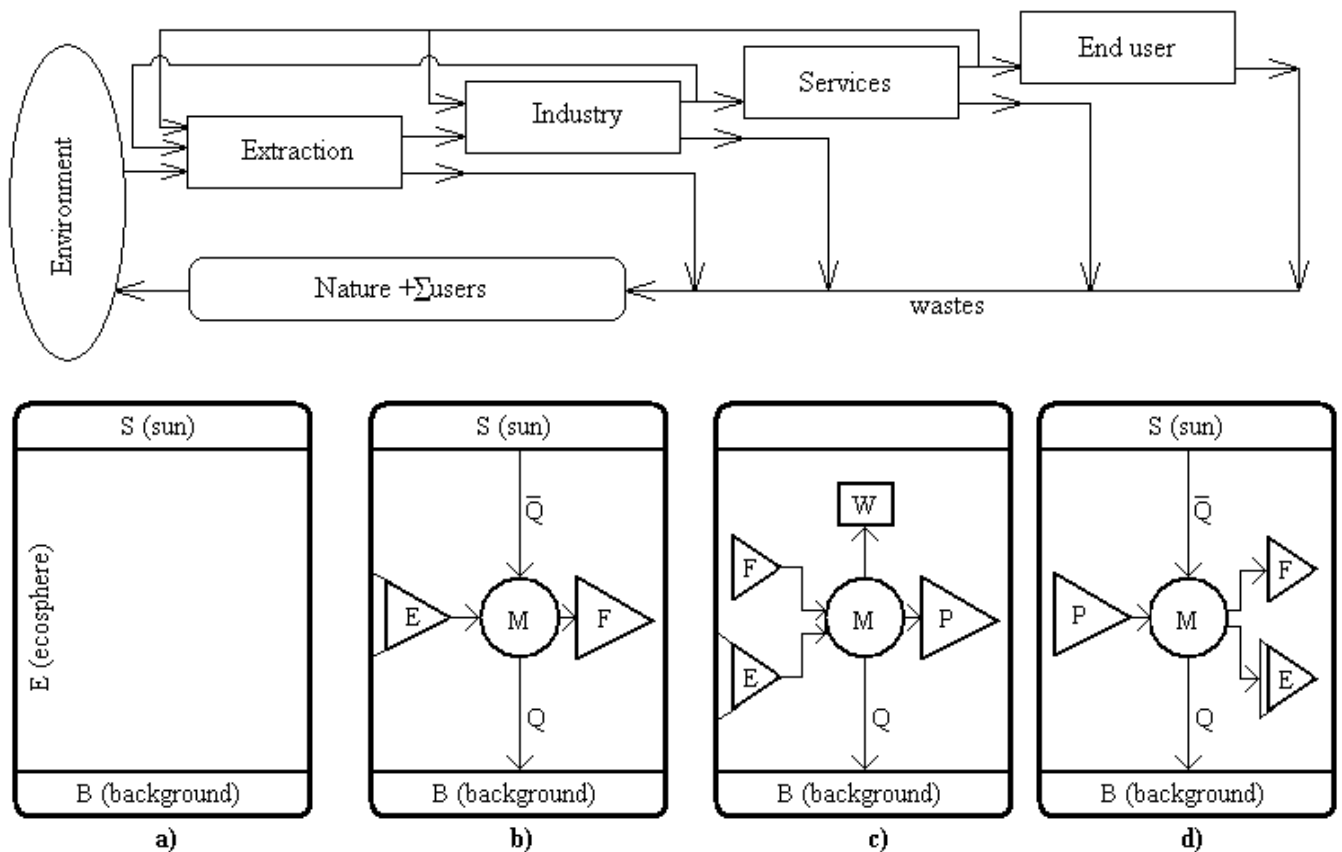 End user
Services
Industry
Extraction
Environment
Nature +∑users
wastes
S (sun)
E (ecosphere)
B (background)
a)
S (sun)
Q̅
E
M
F
Q
B (background)
b)
W
F
M
P
E
Q
B (background)
c)
S (sun)
Q̅
F
P
M
E
Q
B (background)
d)